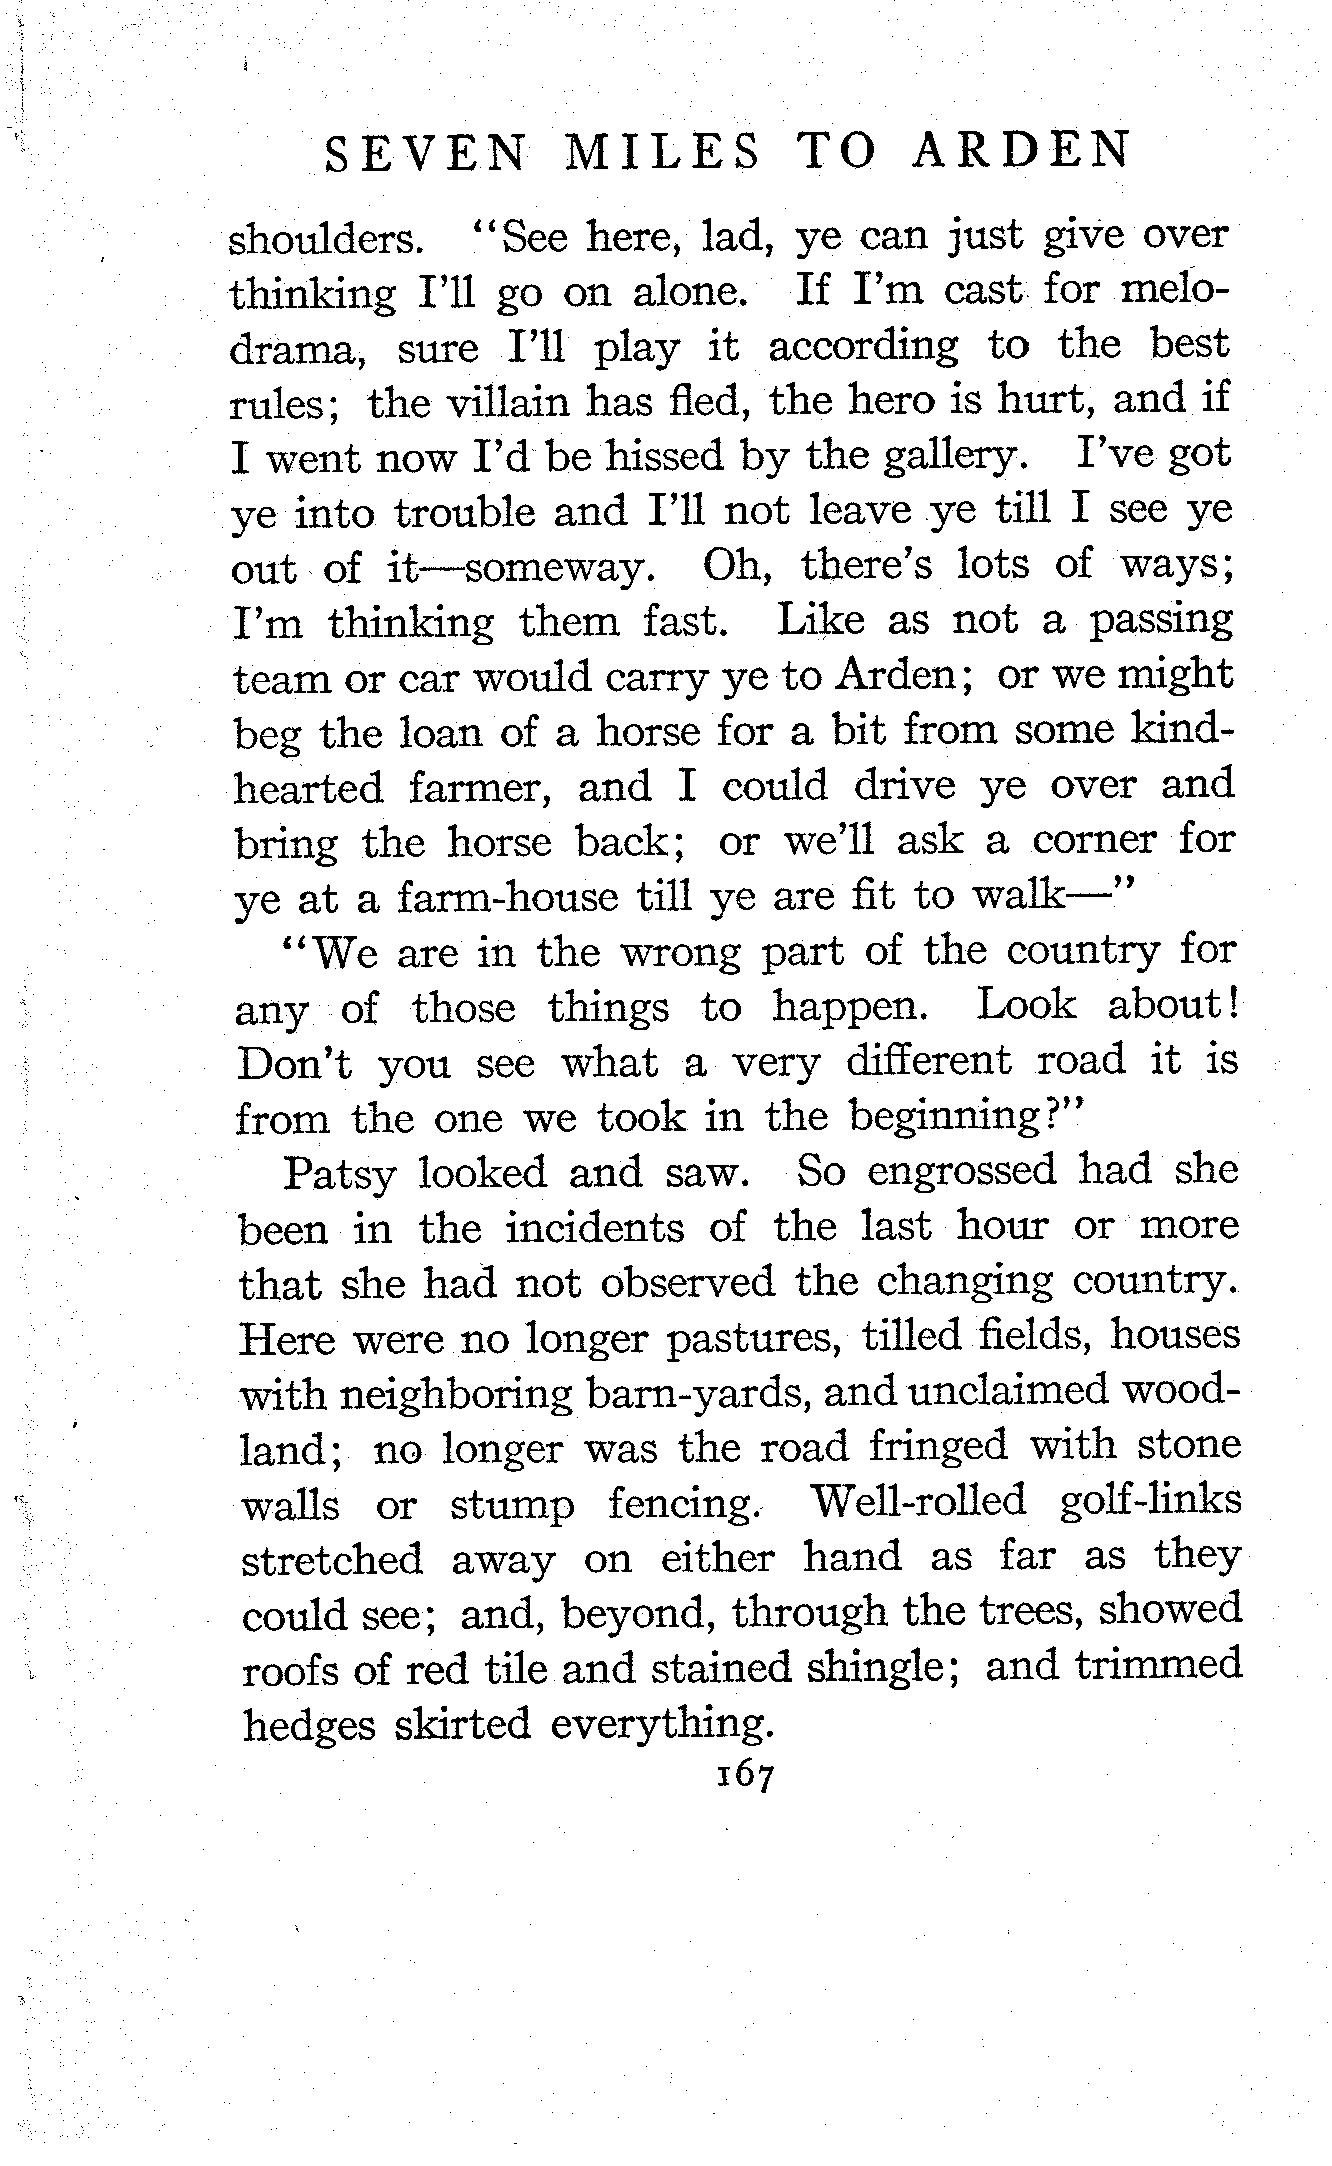 SEVEN MILES TO ARDEN
shoulders. "See here, lad, ye can just give over
thinking I'll go on alone. If I'm cast for melo-
drama, sure I'll play it according to the best
rules; the villain has fled, the hero is hurt, and if
I went now I'd be hissed by the gallery. I've got
ye into trouble and I'll not leave ye till I see ye
out of it—someway. Oh, there's lots of ways;
I'm thinking them fast. Like as not a passing
team or car would carry ye to Arden; or we might
beg the loan of a horse for a bit from some kind-
hearted farmer, and I could drive ye over and
bring the horse back; or we'll ask a corner for
ye at a farm-house till ye are fit to walk—"
"We are in the wrong part of the country for
any of those things to happen. Look about!
Don't you see what a very different road it is
from the one we took in the beginning?"
Patsy looked and saw. So engrossed had she
been in the incidents of the last hour or more
that she had not observed the changing country.
Here were no longer pastures, tilled fields, houses
with neighboring barn-yards, and unclaimed wood-
land; no longer was the road fringed with stone
walls or stump fencing. Well-rolled golf-links
stretched away on either hand as far as they
could see; and, beyond, through the trees, showed
roofs of red tile and stained shingle; and trimmed
hedges skirted everything.
167